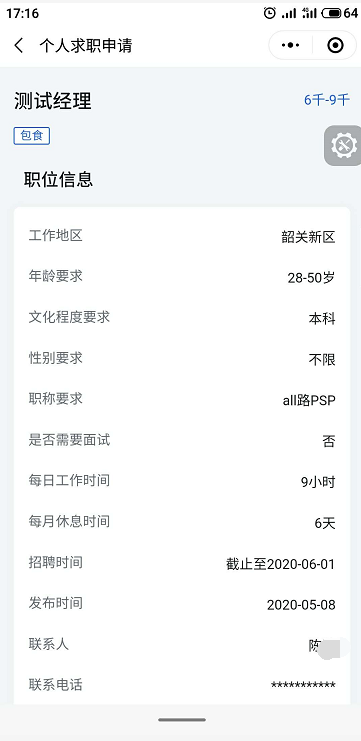 17:16
4G
64
个人求职申请
测试经理
6千-9千
包食
职位信息
工作地区
韶关新区
年龄要求
28-50岁
文化程度要求
本科
性别要求
不限
职称要求
all路PSP
是否需要面试
否
每日工作时间
9小时
每月休息时间
6天
招聘时间
截止至2020-06-01
发布时间
2020-05-08
联系人
陈
联系电话
***********